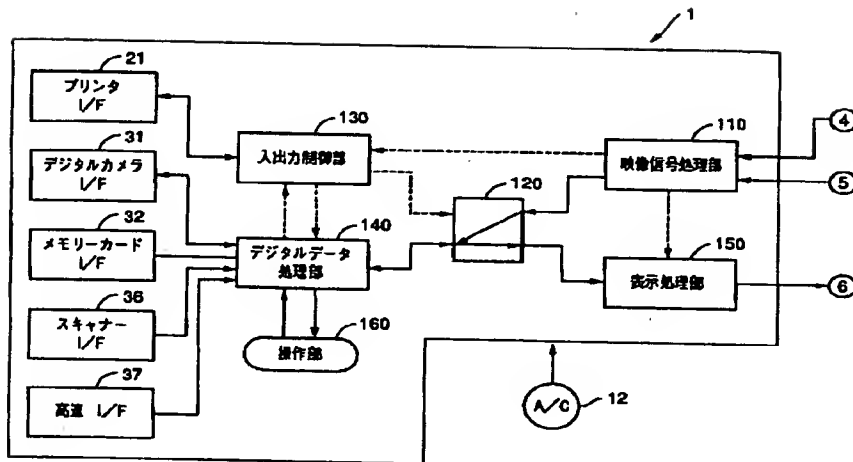 1
21
プリンタ
I/F
31
デジタルカメラ
I/F
32
メモリーカード
I/F
36
スキャナー
I/F
37
高速 I/F
130
入出力制御部
140
デジタルデータ
処理部
160
操作部
120
110
映像信号処理部
150
表示処理部
4
5
6
A/C
12